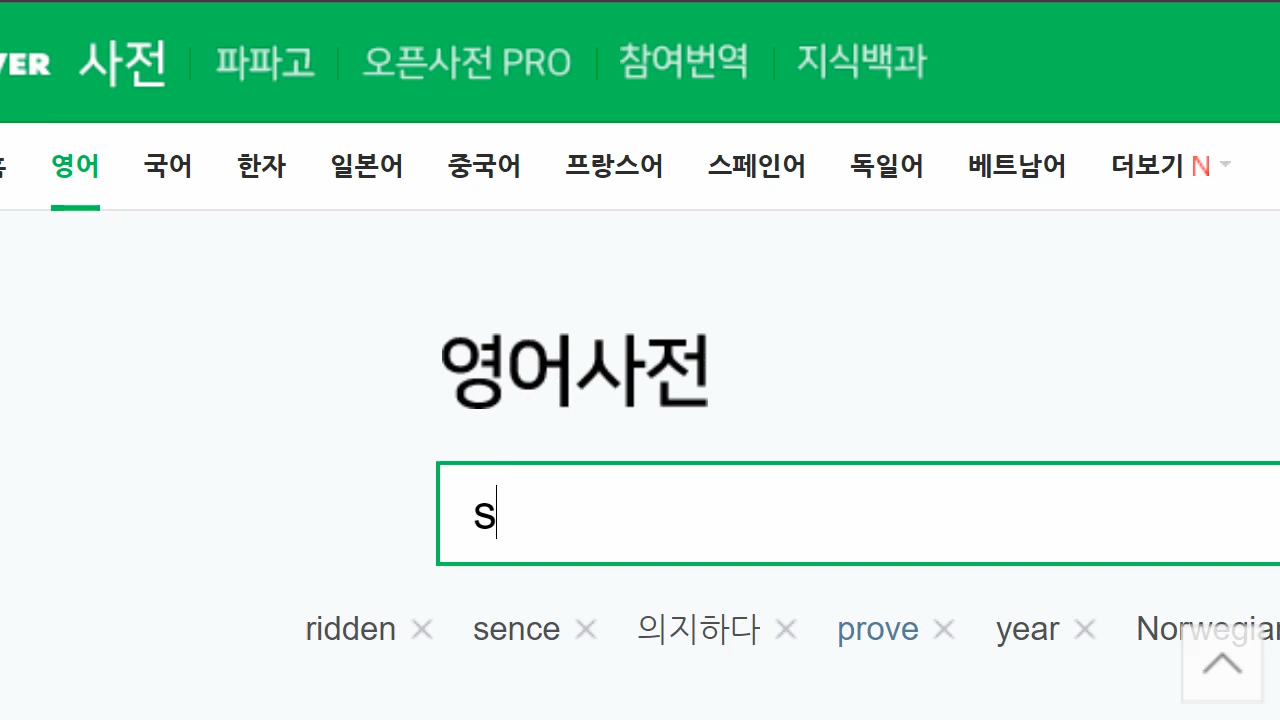 VER 사전 파파고 오픈사전 PRO 참여번역 지식백과
영어 국어 한자 일본어 중국어 프랑스어 스페인어 독일어 베트남어 더보기 N
영어사전
s
ridden sence 의지하다 prove year Norwegian